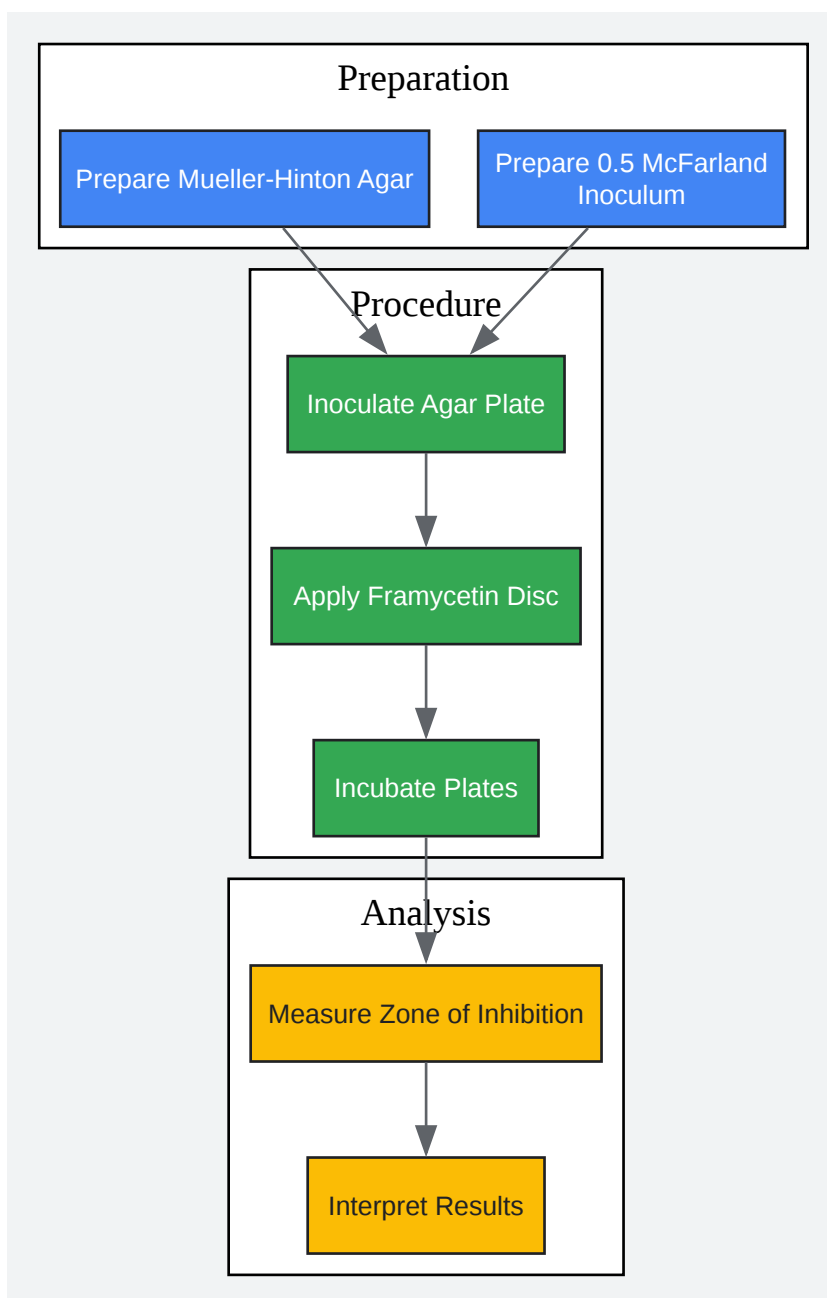 Preparation
Prepare Mueller-Hinton Agar
Prepare 0.5 McFarland
Inoculum
Procedure
Inoculate Agar Plate
Apply Framycetin Disc
Incubate Plates
Analysis
Measure Zone of Inhibition
Interpret Results